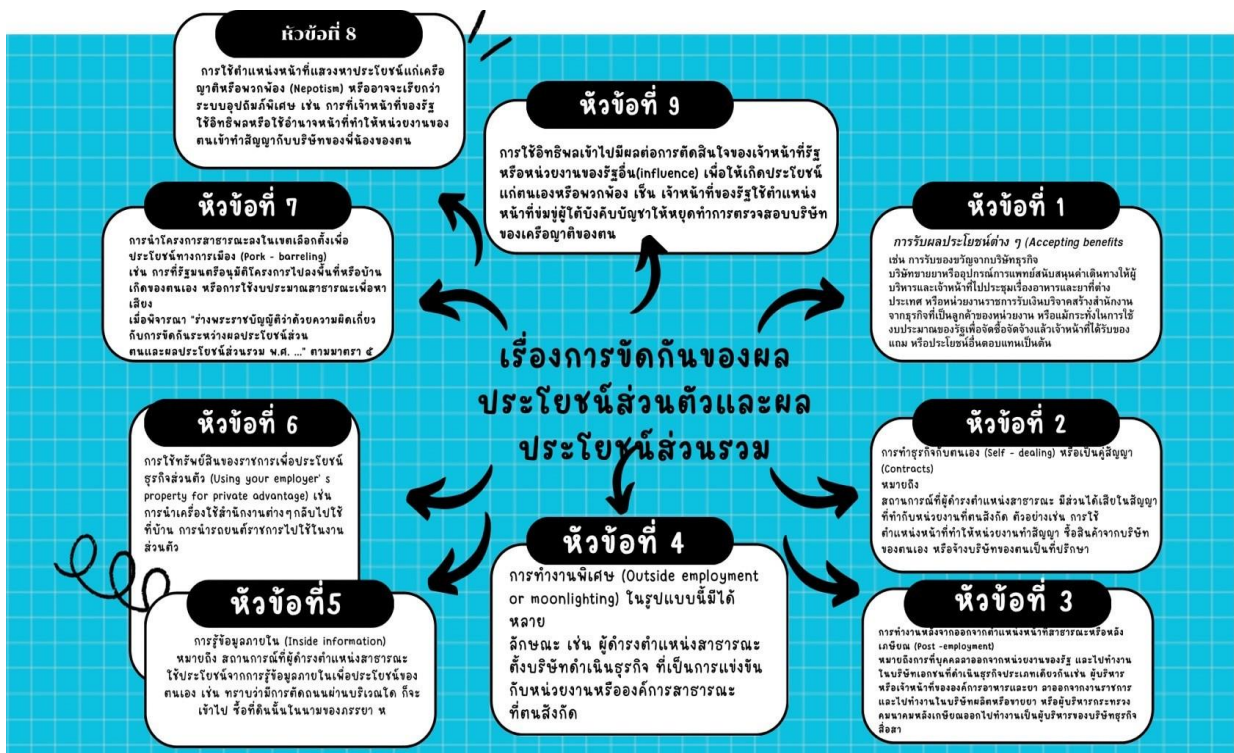 เรื่องการขัดกันของผล
ประโยชน์ส่วนตัวและผล
ประโยชน์ส่วนรวม
หัวข้อที่ 1
การรับผลประโยชน์ต่าง ๆ (Accepting benefits
เช่น การรับของขวัญจากบริษัทธุรกิจ
บริษัทขายยาหรืออุปกรณ์การแพทย์สนับสนุนค่าเดินทางให้ผู้
บริหารและเจ้าหน้าที่ไปประชุมเรื่องอาหารและยาที่ต่าง
ประเทศ หรือหน่วยงานราชการรับเงินบริจาคสร้างสำนักงาน
จากธุรกิจที่เป็นลูกค้าของหน่วยงาน หรือแม้กระทั่งในการใช้
งบประมาณของรัฐเพื่อจัดซื้อจัดจ้างแล้วเจ้าหน้าที่ได้รับของ
แถม หรือประโยชน์อื่นตอบแทนเป็นต้น
หัวข้อที่ 2
การทำธุรกิจกับตนเอง (Self - dealing) หรือเป็นคู่สัญญา
(Contracts)
หมายถึง
สถานการณ์ที่ผู้ดำรงตำแหน่งสาธารณะ มีส่วนได้เสียในสัญญา
ที่ทำกับหน่วยงานที่ตนสังกัด ตัวอย่างเช่น การใช้
ตำแหน่งหน้าที่ที่ทำให้หน่วยงานทำสัญญา ซื้อสินค้าจากบริษัท
ของตนเอง หรือจ้างบริษัทของตนเป็นที่ปรึกษา
หัวข้อที่ 3
การทำงานหลังจากออกจากตำแหน่งหน้าที่สาธารณะหรือหลัง
เกษียณ (Post -employment)
หมายถึงการที่บุคคลลาออกจากหน่วยงานของรัฐ และไปทำงาน
ในบริษัทเอกชนที่ดำเนินธุรกิจประเภทเดียวกันเช่น ผู้บริหาร
หรือเจ้าหน้าที่ขององค์การอาหารและยา ลาออกจากงานราชการ
และไปทำงานในบริษัทผลิตหรือขายยา หรือผู้บริหารกระทรวง
คมนาคมหลังเกษียณออกไปทำงานเป็นผู้บริหารของบริษัทธุรกิจ
สื่อสา
หัวข้อที่ 4
การทำงานพิเศษ (Outside employment
or moonlighting) ในรูปแบบนี้มีได้
หลาย
ลักษณะ เช่น ผู้ดำรงตำแหน่งสาธารณะ
ตั้งบริษัทดำเนินธุรกิจ ที่เป็นการแข่งขัน
กับหน่วยงานหรือองค์การสาธารณะ
ที่ตนสังกัด
หัวข้อที่5
การรู้ข้อมูลภายใน (Inside information)
หมายถึง สถานการณ์ที่ผู้ดำรงตำแหน่งสาธารณะ
ใช้ประโยชน์จากการรู้ข้อมูลภายในเพื่อประโยชน์ของ
ตนเอง เช่น ทราบว่ามีการตัดถนนผ่านบริเวณใด ก็จะ
เข้าไป ซื้อที่ดินนั้นในนามของภรรยา ห
หัวข้อที่ 6
การใช้ทรัพย์สินของราชการเพื่อประโยชน์
ธุรกิจส่วนตัว (Using your employer' s
property for private advantage) เช่น
การนำเครื่องใช้สำนักงานต่างๆกลับไปใช้
ที่บ้าน การนำรถยนต์ราชการไปใช้ในงาน
ส่วนตัว
หัวข้อที่ 7
การนำโครงการสาธารณะลงในเขตเลือกตั้งเพื่อ
ประโยชน์ทางการเมือง (Pork - barreling)
เช่น การที่รัฐมนตรีอนุมัติโครงการไปลงพื้นที่หรือบ้าน
เกิดของตนเอง หรือการใช้งบประมาณสาธารณะเพื่อหา
เสียง
เมื่อพิจารณา "ร่างพระราชบัญญัติว่าด้วยความผิดเกี่ยว
กับการขัดกันระหว่างผลประโยชน์ส่วน
ตนและผลประโยชน์ส่วนรวม พ.ศ. ..." ตามมาตรา ๕
หัวข้อที่ 8
การใช้ตำแหน่งหน้าที่แสวงหาประโยชน์แก่เครือ
ญาติหรือพวกพ้อง (Nepotism) หรืออาจจะเรียกว่า
ระบบอุปถัมภ์พิเศษ เช่น การที่เจ้าหน้าที่ของรัฐ
ใช้อิทธิพลหรือใช้อำนาจหน้าที่ทำให้หน่วยงานของ
ตนเข้าทำสัญญากับบริษัทของพี่น้องของตน
หัวข้อที่ 9
การใช้อิทธิพลเข้าไปมีผลต่อการตัดสินใจของเจ้าหน้าที่รัฐ
หรือหน่วยงานของรัฐอื่น(influence) เพื่อให้เกิดประโยชน์
แก่ตนเองหรือพวกพ้อง เช็น เจ้าหน้าที่ของรัฐใช้ตำแหน่ง
หน้าที่ข่มขู่ผู้ใต้บังคับบัญชาให้หยุดทำการตรวจสอบบริษัท
ของเครือญาติของตน